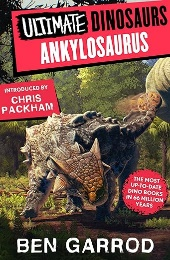 ULTIMATE DINOSAURS
ANKYLOSAURUS
INTRODUCED BY
CHRIS
PACKHAM
THE MOST
UP-TO-DATE
DINO BOOKS
IN 66 MILLION
YEARS
BEN GARROD